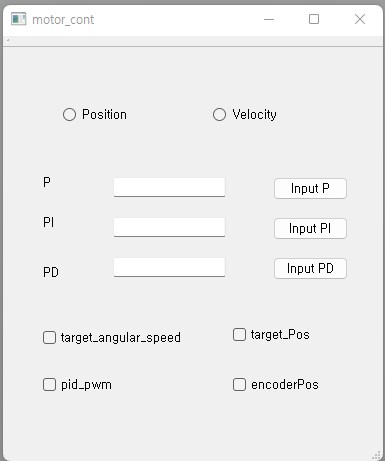 motor_cont
Position Velocity
P Input P
PI Input PI
PD Input PD
target_angular_speed target_Pos
pid_pwm encoderPos